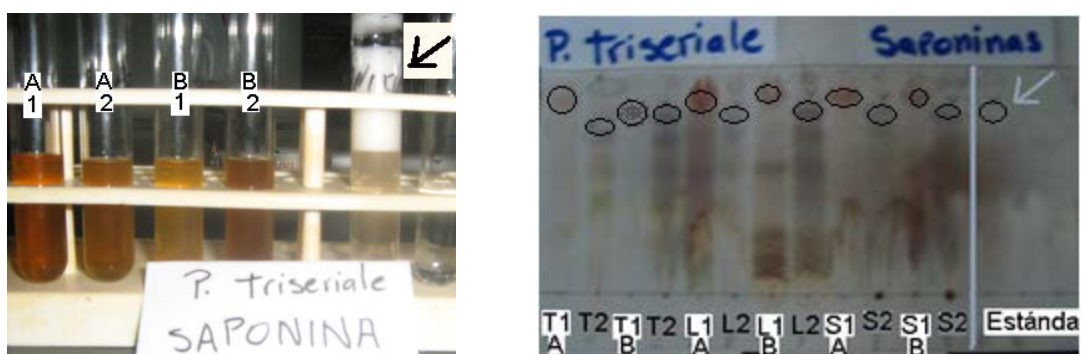 A 1
A 2
B 1
B 2
P. triseriale
SAPONINA
P. triseriale Saponinas
T1 T2 T1 T2 L1 L2 L1 L2 S1 S2 S1 S2 Estánda
A B A B A B